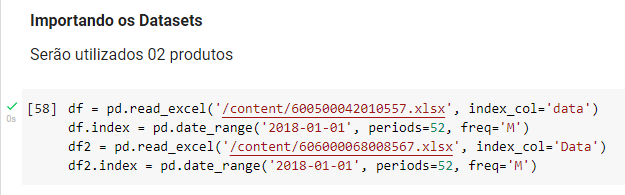 Importando os Datasets
Serão utilizados 02 produtos
[58] df = pd.read_excel('/content/600500042010557.xlsx', index_col='data')
df.index = pd.date_range('2018-01-01', periods=52, freq='M')
df2 = pd.read_excel('/content/606000068008567.xlsx', index_col='Data')
df2.index = pd.date_range('2018-01-01', periods=52, freq='M')
0s